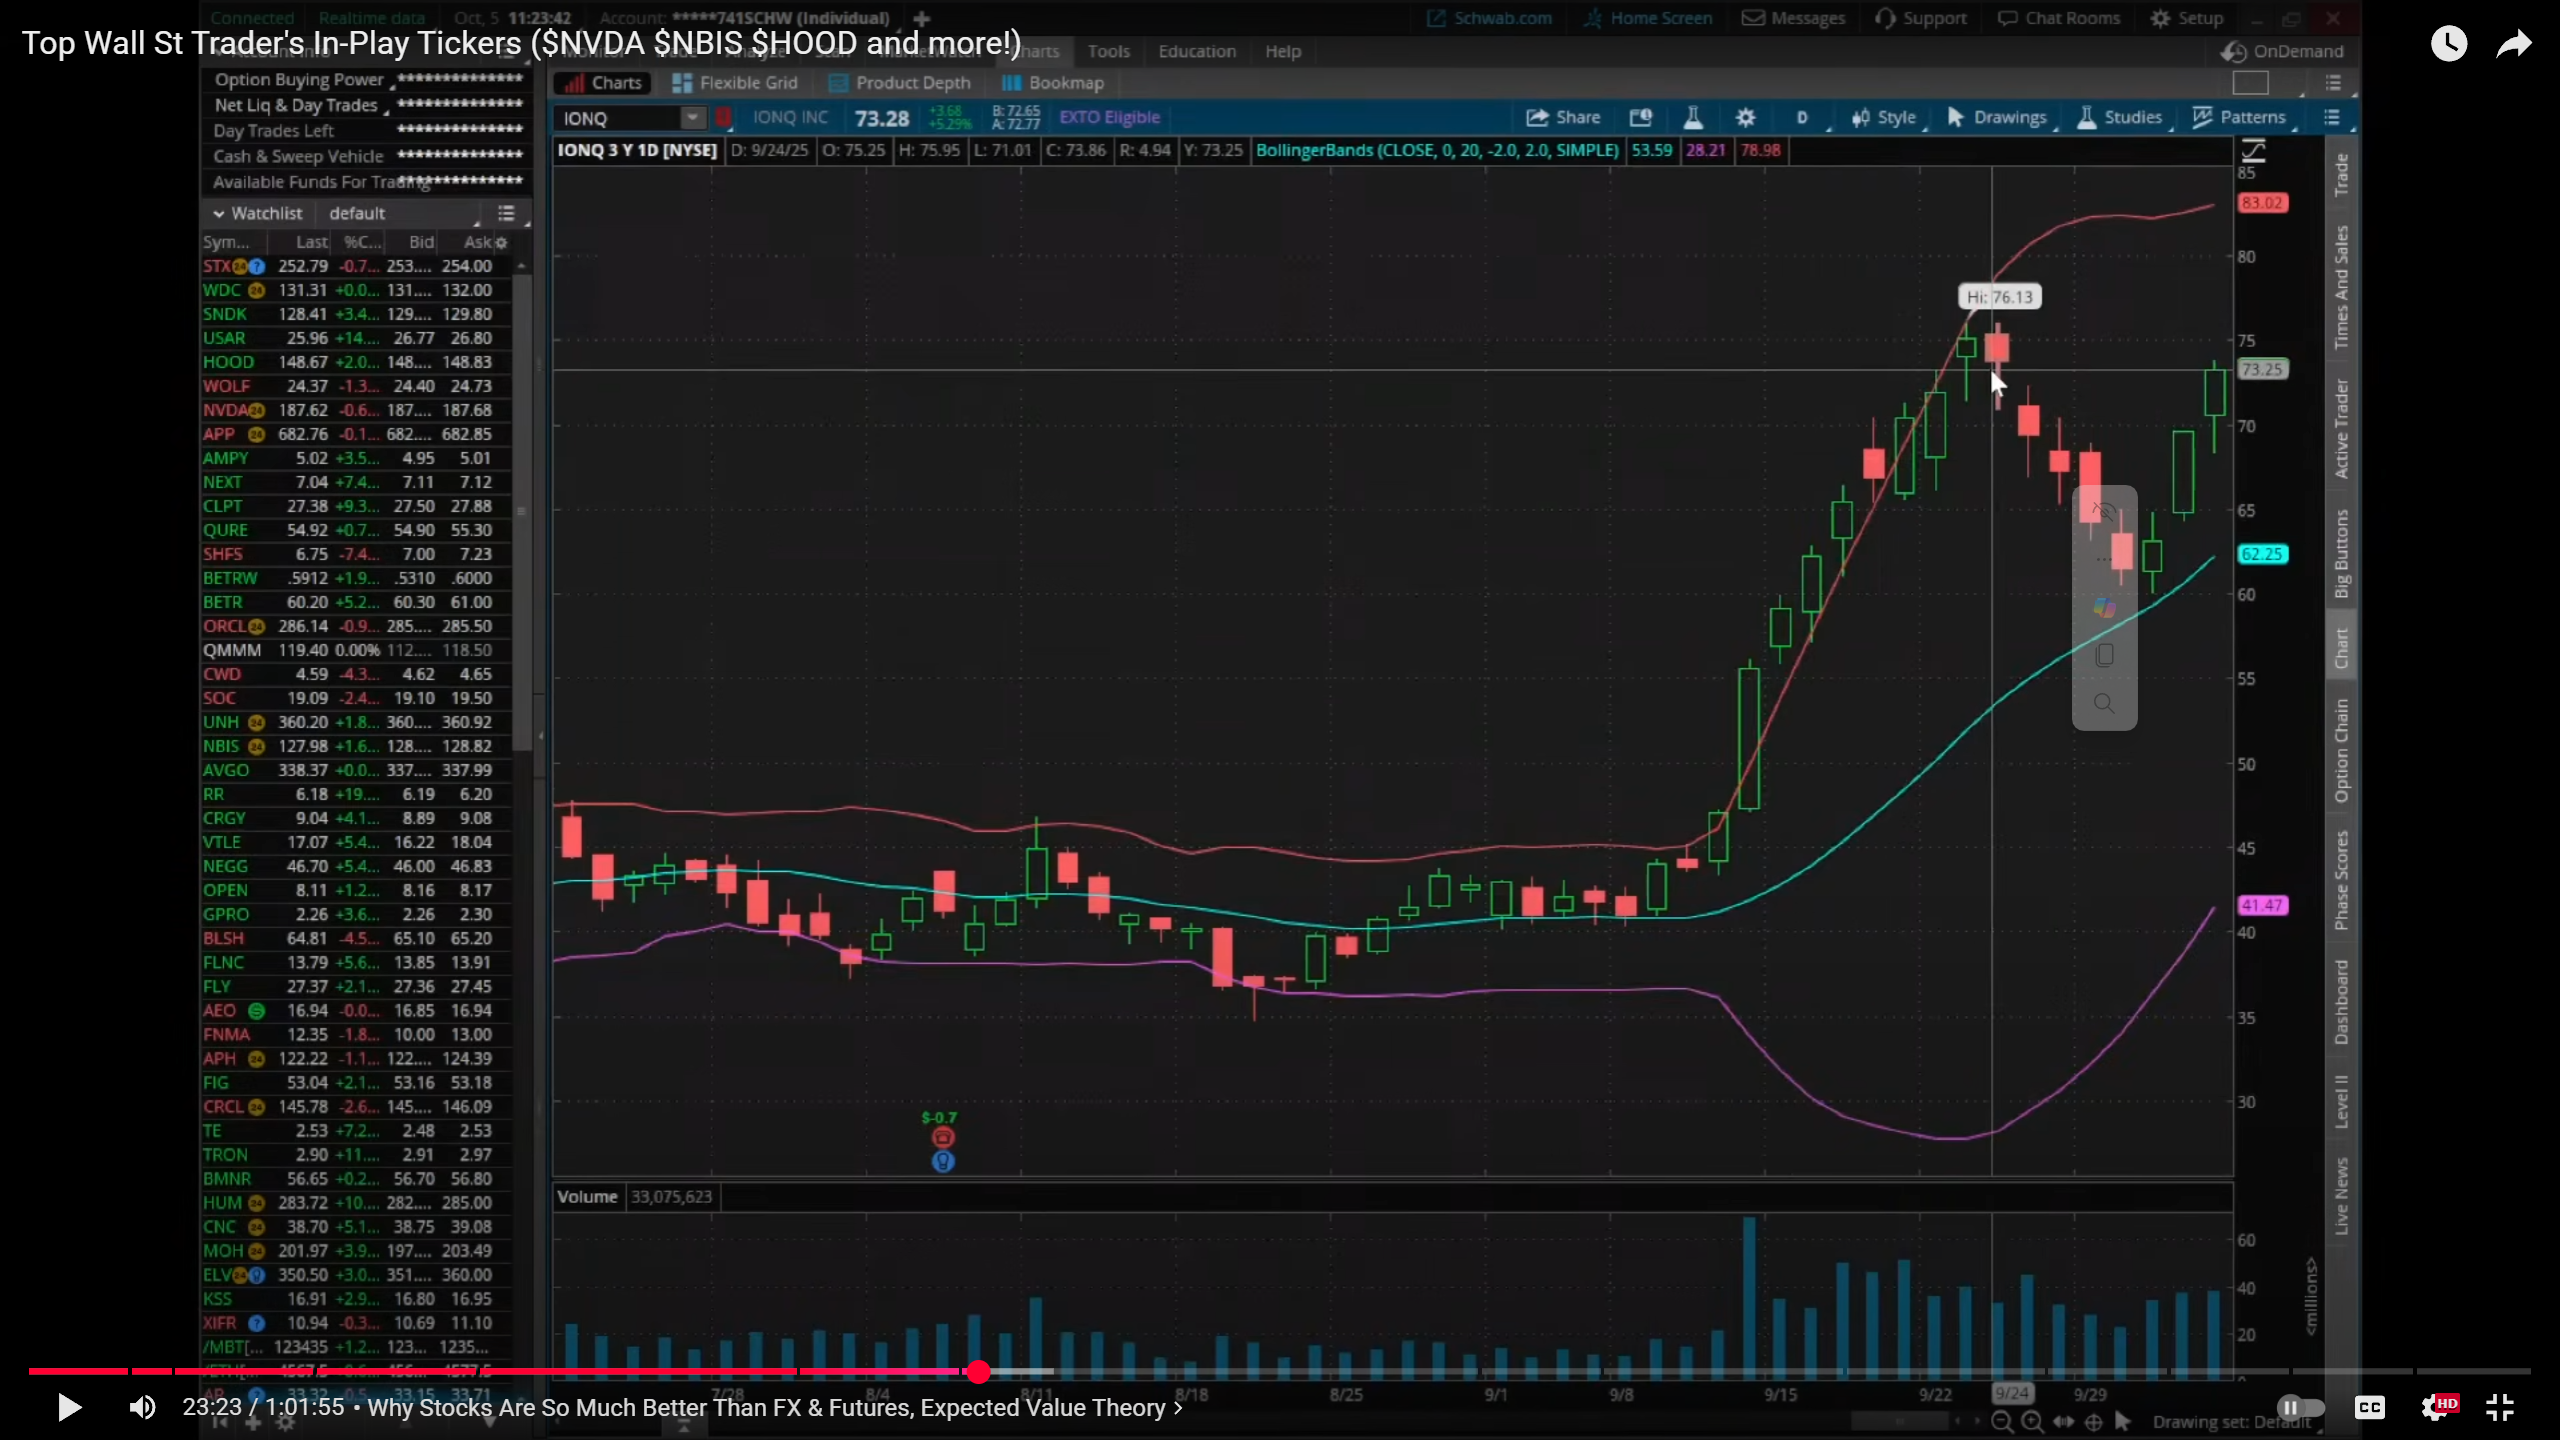 Connected Realtime data Oct, 5 11:23:42 Account: *****741SCHW (Individual) Schwab.com Home Screen Messages Support Chat Rooms Setup
Top Wall St Trader's In-Play Tickers ($NVDA $NBIS $HOOD and more!)
Charts Tools Education Help OnDemand
Option Buying Power **************
Net Liq & Day Trades **************
Day Trades Left **************
Cash & Sweep Vehicle **************
Available Funds For Trading **************
Charts Flexible Grid Product Depth Bookmap
IONQ IONQ INC 73.28 +3.68 +5.29% B: 72.65 A: 72.77 EXTO Eligible Share D Style Drawings Studies Patterns
IONQ 3 Y 1D [NYSE] D: 9/24/25 O: 75.25 H: 75.95 L: 71.01 C: 73.86 R: 4.94 Y: 73.25 BollingerBands (CLOSE, 0, 20, -2.0, 2.0, SIMPLE) 53.59 28.21 78.98
Watchlist default
Sym... Last %C... Bid Ask
STX 252.79 -0.7... 253.... 254.00
WDC 131.31 +0.0... 131.... 132.00
SNDK 128.41 +3.4... 129.... 129.80
USAR 25.96 +14.... 26.77 26.80
HOOD 148.67 +2.0... 148.... 148.83
WOLF 24.37 -1.3... 24.40 24.73
NVDA 187.62 -0.6... 187.... 187.68
APP 682.76 -0.1... 682.... 682.85
AMPY 5.02 +3.5... 4.95 5.01
NEXT 7.04 +7.4... 7.11 7.12
CLPT 27.38 +9.3... 27.50 27.88
QURE 54.92 +0.7... 54.90 55.30
SHFS 6.75 -7.4... 7.00 7.23
BETRW .5912 +1.9... .5310 .6000
BETR 60.20 +5.2... 60.30 61.00
ORCL 286.14 -0.9... 285.... 285.50
QMMM 119.40 0.00% 112.... 118.50
CWD 4.59 -4.3... 4.62 4.65
SOC 19.09 -2.4... 19.10 19.50
UNH 360.20 +1.8... 360.... 360.92
NBIS 127.98 +1.6... 128.... 128.82
AVGO 338.37 +0.0... 337.... 337.99
RR 6.18 +19.... 6.19 6.20
CRGY 9.04 +4.1... 8.89 9.08
VTLE 17.07 +5.4... 16.22 18.04
NEGG 46.70 +5.4... 46.00 46.83
OPEN 8.11 +1.2... 8.16 8.17
GPRO 2.26 +3.6... 2.26 2.30
BLSH 64.81 -4.5... 65.10 65.20
FLNC 13.79 +5.6... 13.85 13.91
FLY 27.37 +2.1... 27.36 27.45
AEO 16.94 -0.0... 16.85 16.94
FNMA 12.35 -1.8... 10.00 13.00
APH 122.22 -1.1... 122.... 124.39
FIG 53.04 +2.1... 53.16 53.18
CRCL 145.78 -2.6... 145.... 146.09
TE 2.53 +7.2... 2.48 2.53
TRON 2.90 +11.... 2.91 2.97
BMNR 56.65 +0.2... 56.70 56.80
HUM 283.72 +10.... 282.... 285.00
CNC 38.70 +5.1... 38.75 39.08
MOH 201.97 +3.9... 197.... 203.49
ELV 350.50 +3.0... 351.... 360.00
KSS 16.91 +2.9... 16.80 16.95
XIFR 10.94 -0.3... 10.69 11.10
/MBT[... 123435 +1.2... 123... 1235...
85
83.02
80
Hi: 76.13
75
73.25
70
65
62.25
60
55
50
45
41.47
40
35
30
$-0.7
Volume 33,075,623
60
40
20
<millions>
7/28 8/4 8/11 8/18 8/25 9/1 9/8 9/15 9/22 9/24 9/29
Trade
Times And Sales
Active Trader
Big Buttons
Chart
Option Chain
Phase Scores
Dashboard
Level II
Live News
23:23 / 1:01:55 • Why Stocks Are So Much Better Than FX & Futures, Expected Value Theory
CC HD
Drawing set: Default